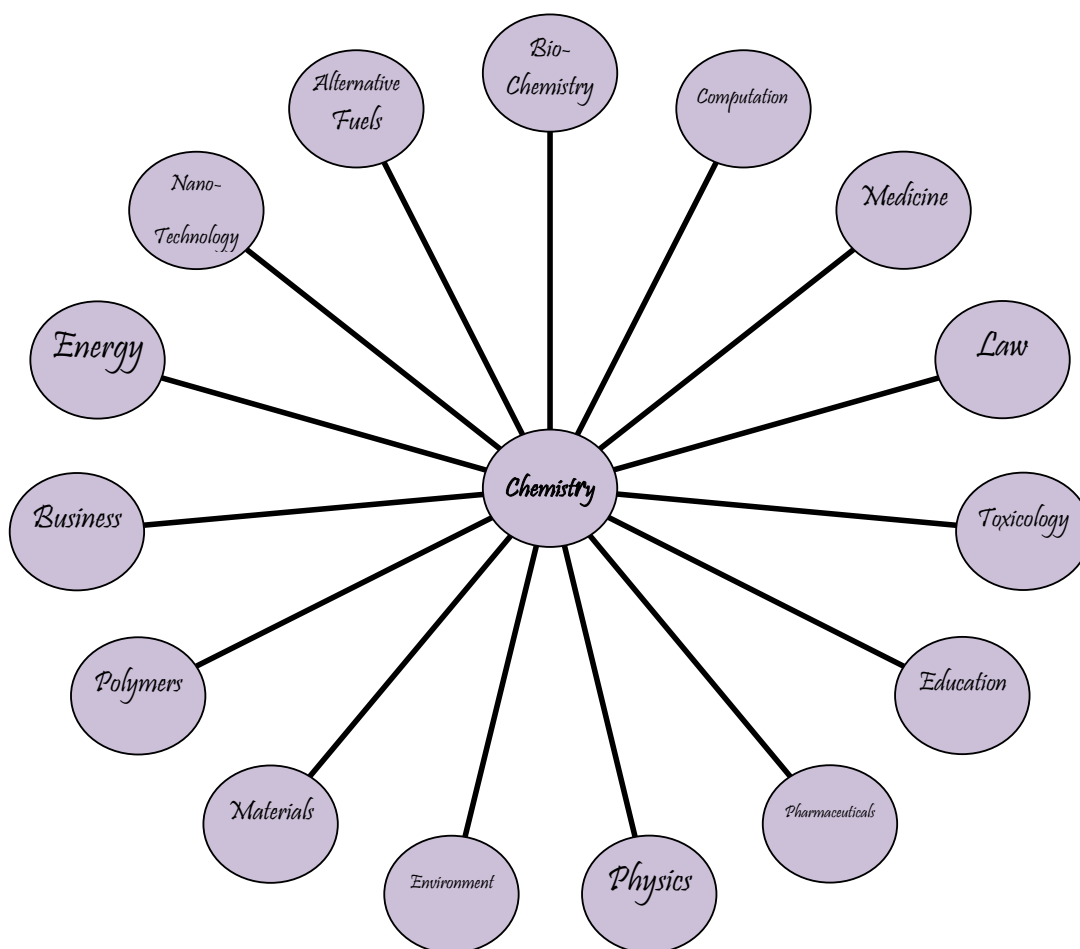 Bio-
Chemistry
Computation
Medicine
Law
Toxicology
Education
Pharmaceuticals
Physics
Environment
Materials
Polymers
Business
Energy
Nano-
Technology
Alternative
Fuels
Chemistry